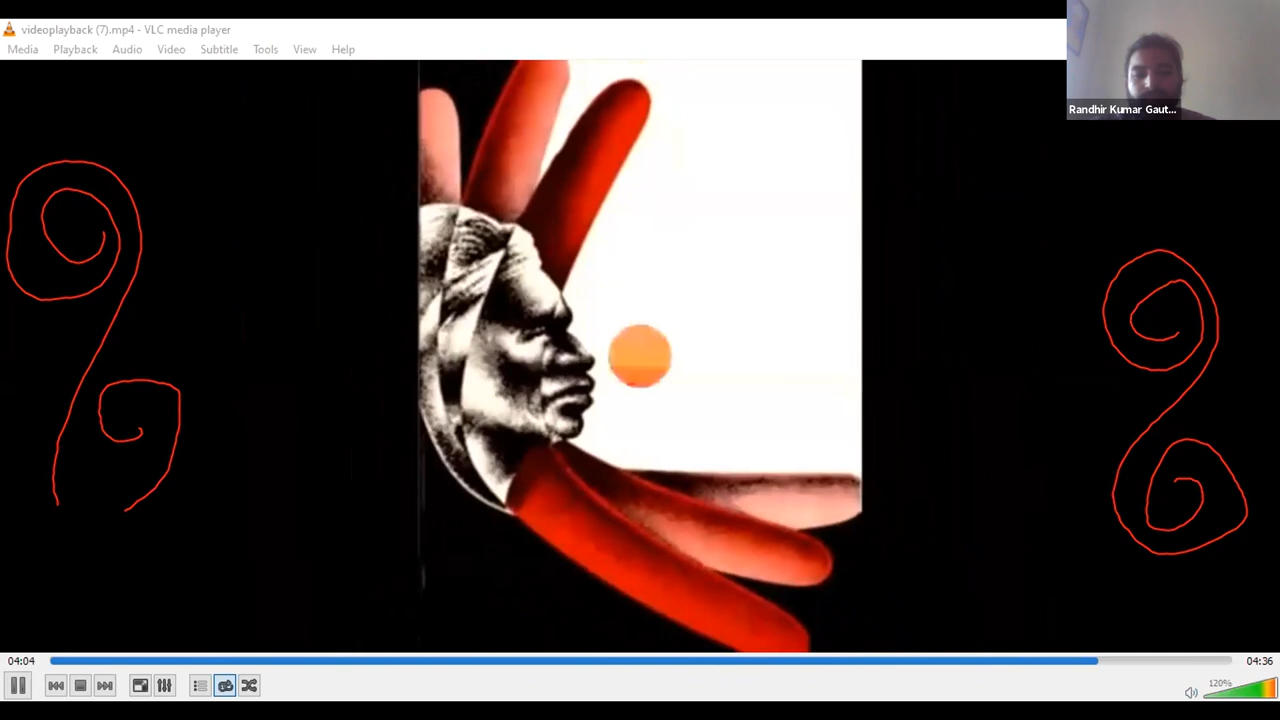 videoplayback (7).mp4 - VLC media player
Media Playback Audio Video Subtitle Tools View Help
Randhir Kumar Gaut...
04:04
04:36
120%